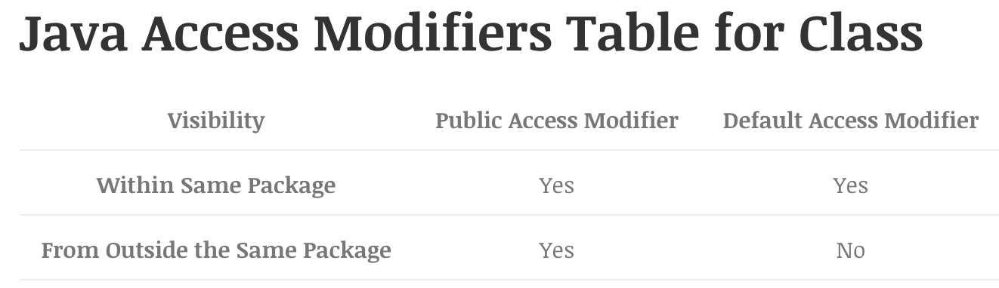 Java Access Modifiers Table for Class
Visibility Public Access Modifier Default Access Modifier
Within Same Package Yes Yes
From Outside the Same Package Yes No